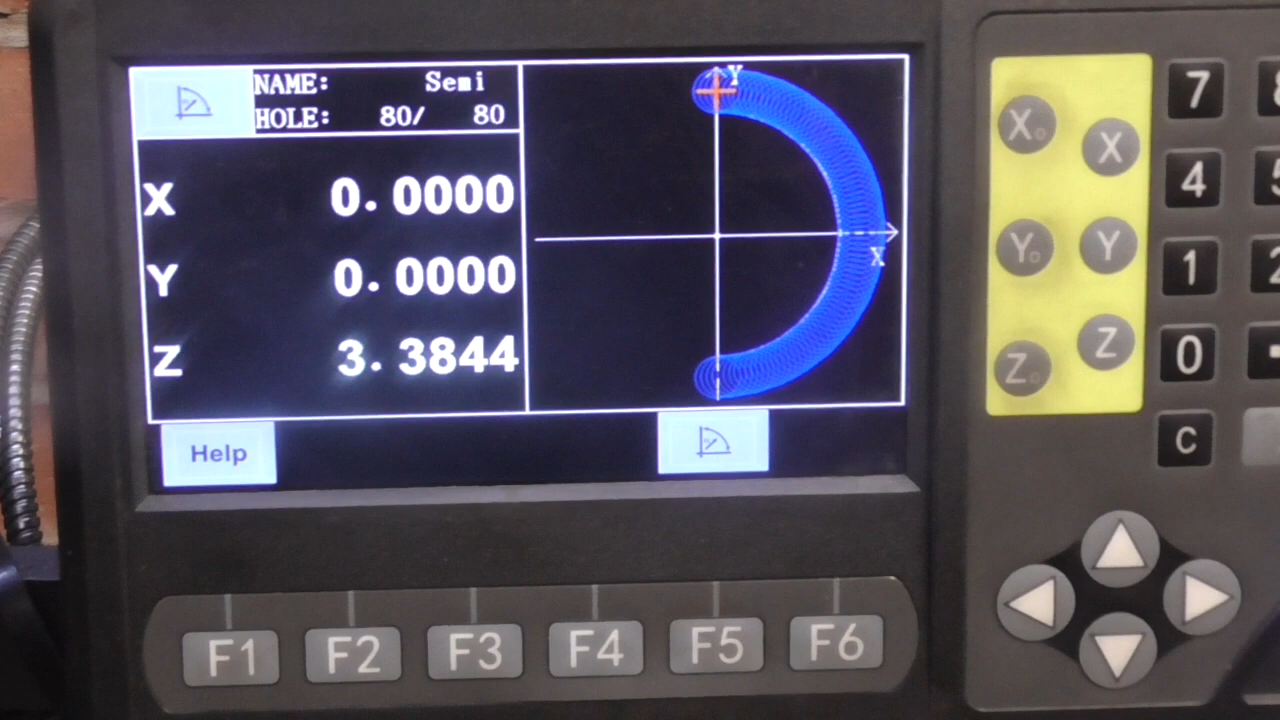 NAME: Semi
HOLE: 80/ 80
X 0.0000
Y 0.0000
Z 3.3844
Y
X
Help
F1 F2 F3 F4 F5 F6
X₀ X
Y₀ Y
Z₀ Z
7
4
1
0
C